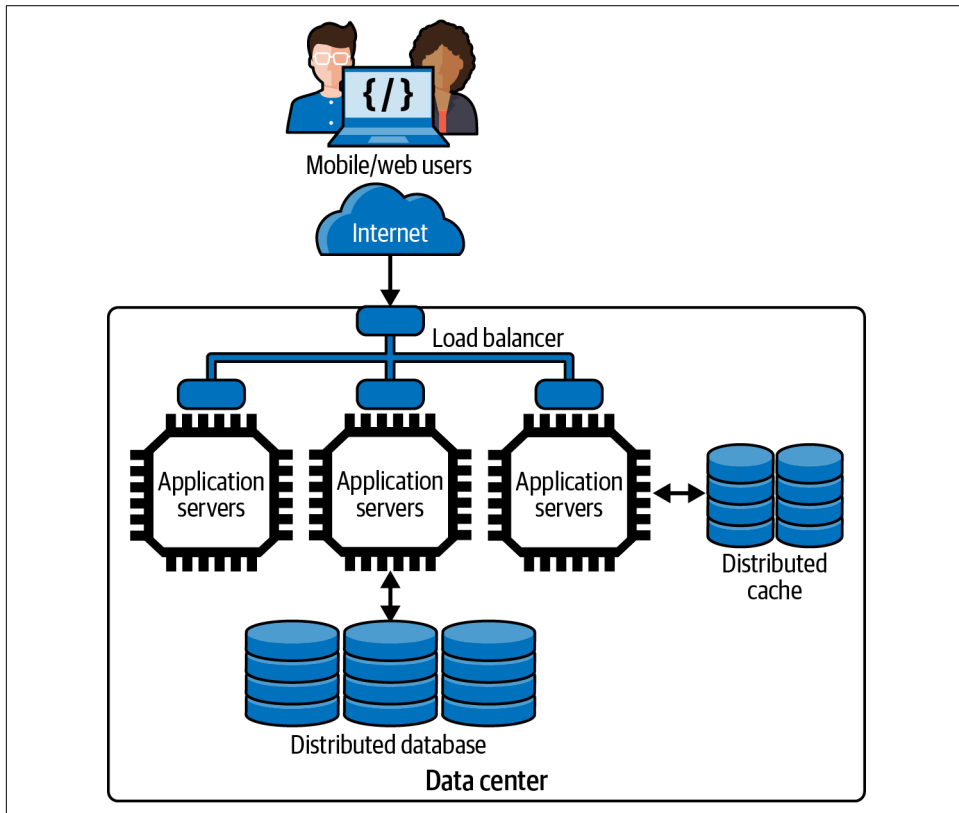 {/}
Mobile/web users
Internet
Load balancer
Application
servers
Application
servers
Application
servers
Distributed
cache
Distributed database
Data center